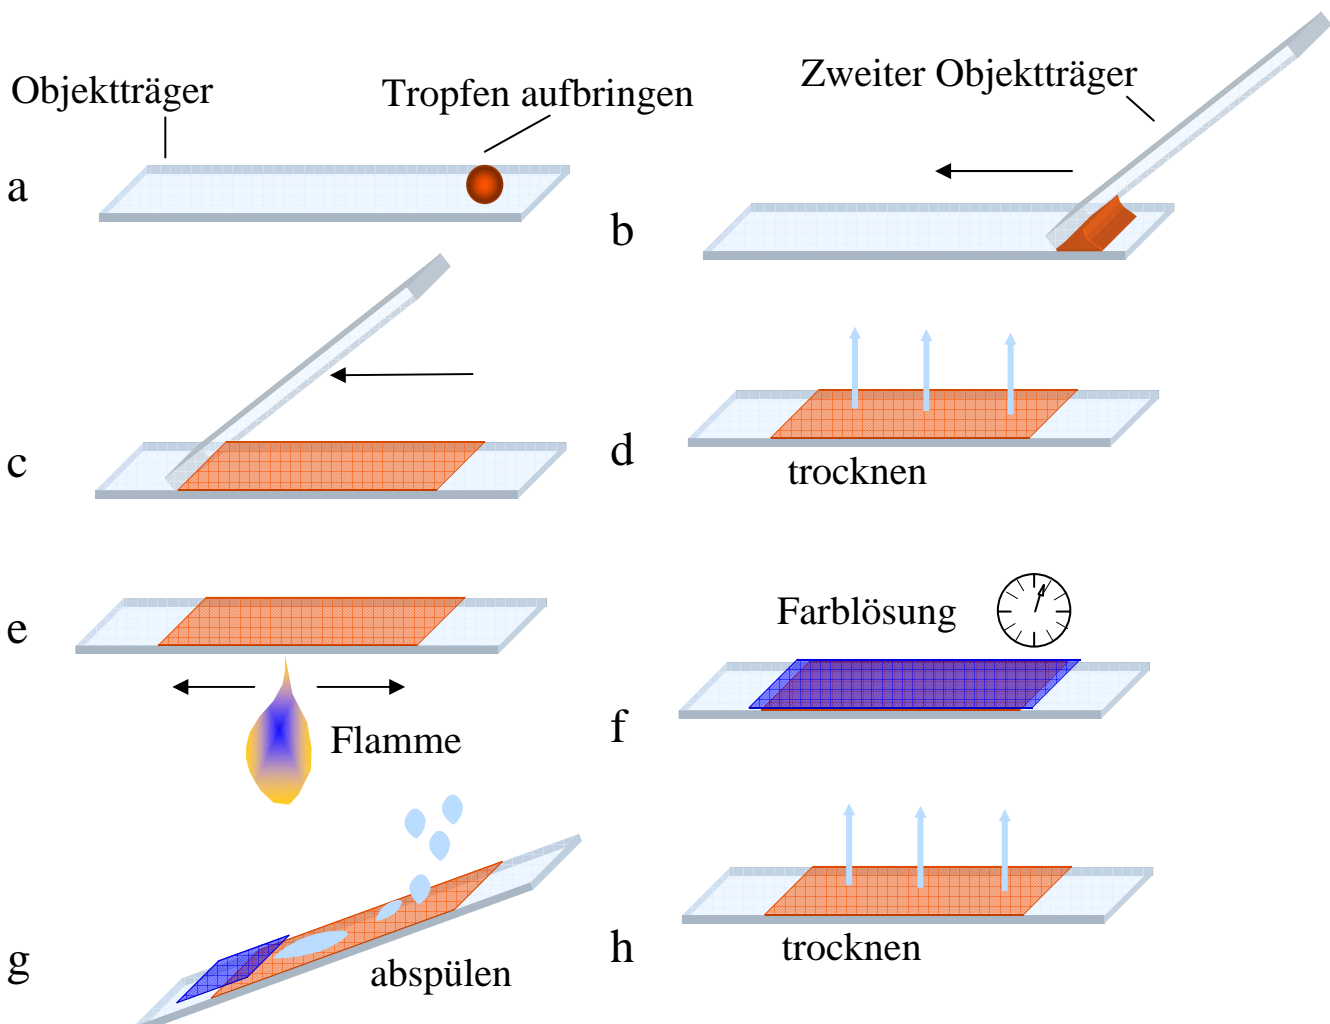 Objektträger
Tropfen aufbringen
a
Zweiter Objektträger
b
c
d
trocknen
e
Flamme
Farblösung
f
g
abspülen
h
trocknen